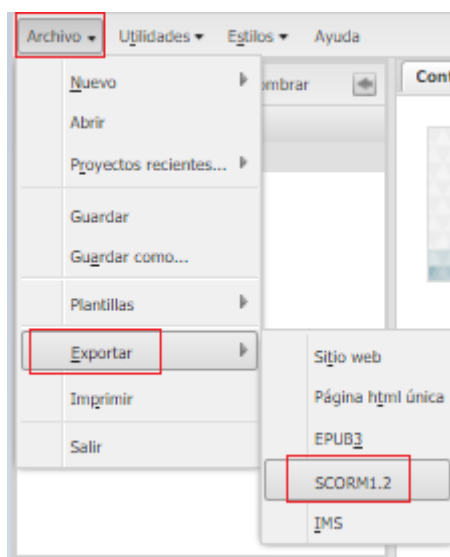 Archivo Utilidades Estilos Ayuda
Nuevo
Abrir
Proyectos recientes...
Guardar
Guardar como...
Plantillas
Exportar
Imprimir
Salir
Sitio web
Página html única
EPUB3
SCORM1.2
IMS
ombrar
Cont